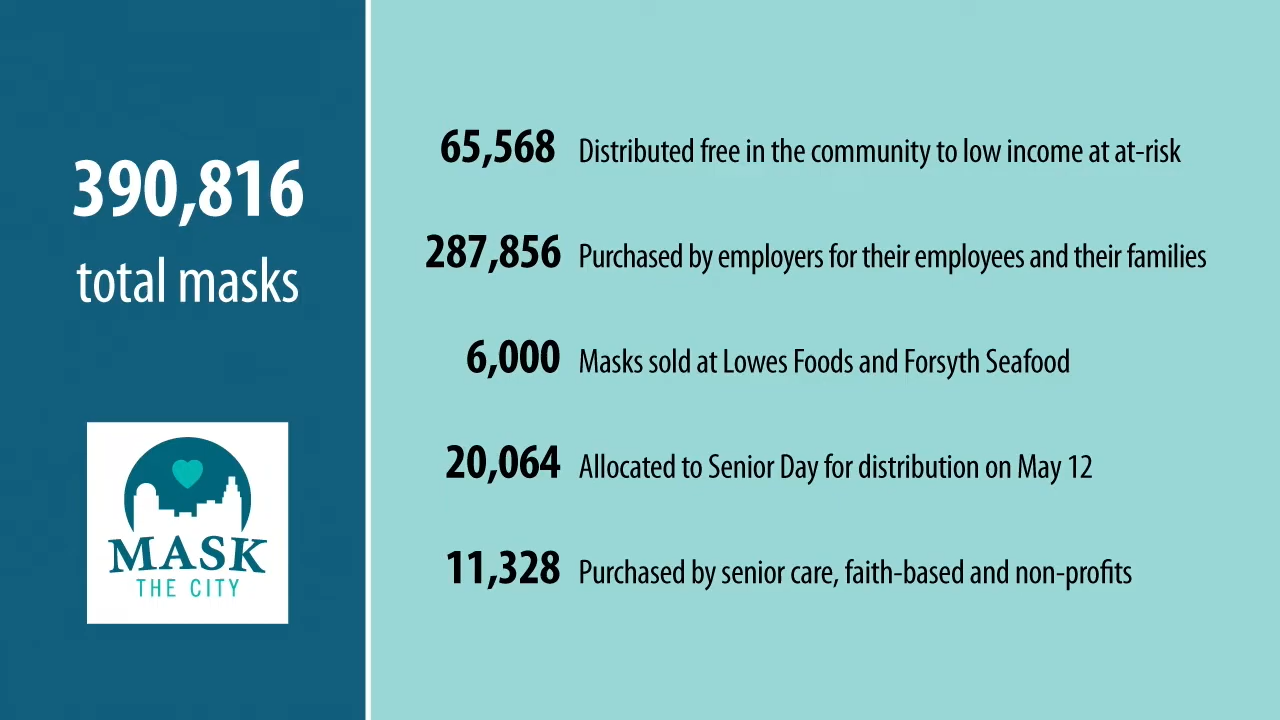 390,816
total masks
MASK
THE CITY
65,568 Distributed free in the community to low income at at-risk
287,856 Purchased by employers for their employees and their families
6,000 Masks sold at Lowes Foods and Forsyth Seafood
20,064 Allocated to Senior Day for distribution on May 12
11,328 Purchased by senior care, faith-based and non-profits